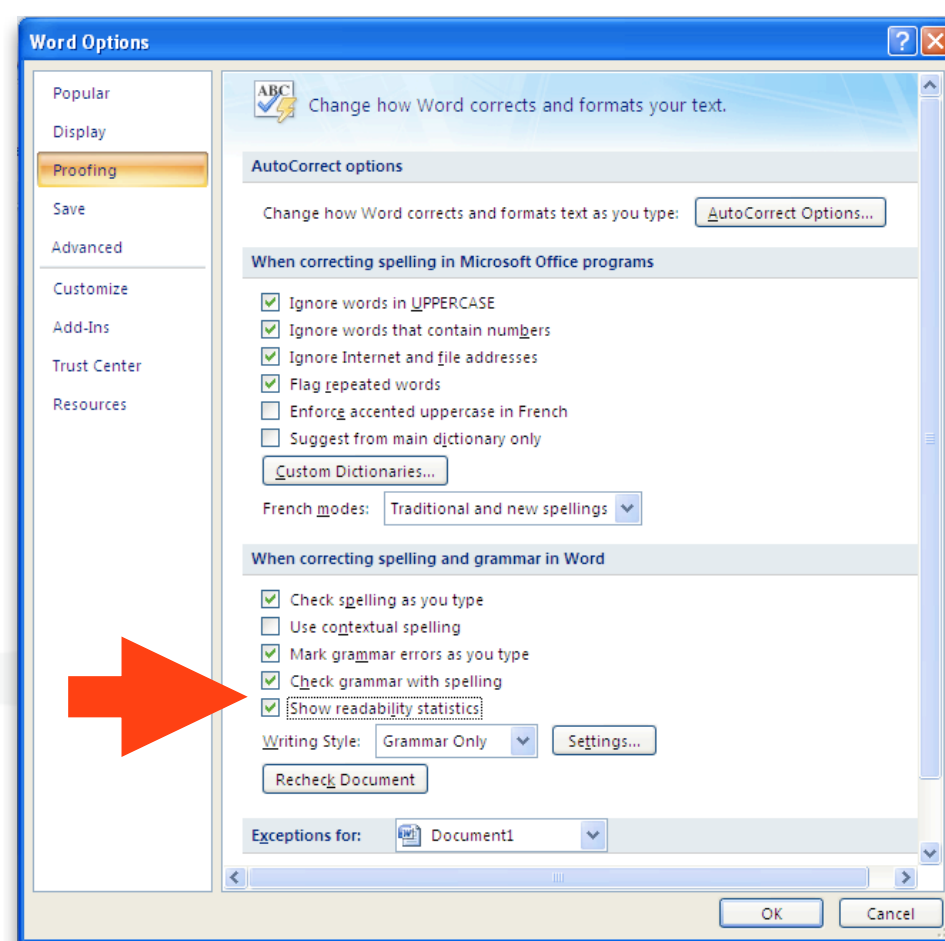 Word Options
Popular
Display
Proofing
Save
Advanced
Customize
Add-Ins
Trust Center
Resources
ABC
Change how Word corrects and formats your text.
AutoCorrect options
Change how Word corrects and formats text as you type: AutoCorrect Options...
When correcting spelling in Microsoft Office programs
Ignore words in UPPERCASE
Ignore words that contain numbers
Ignore Internet and file addresses
Flag repeated words
Enforce accented uppercase in French
Suggest from main dictionary only
Custom Dictionaries...
French modes: Traditional and new spellings
When correcting spelling and grammar in Word
Check spelling as you type
Use contextual spelling
Mark grammar errors as you type
Check grammar with spelling
Show readability statistics
Writing Style: Grammar Only Settings...
Recheck Document
Exceptions for: Document1
OK Cancel